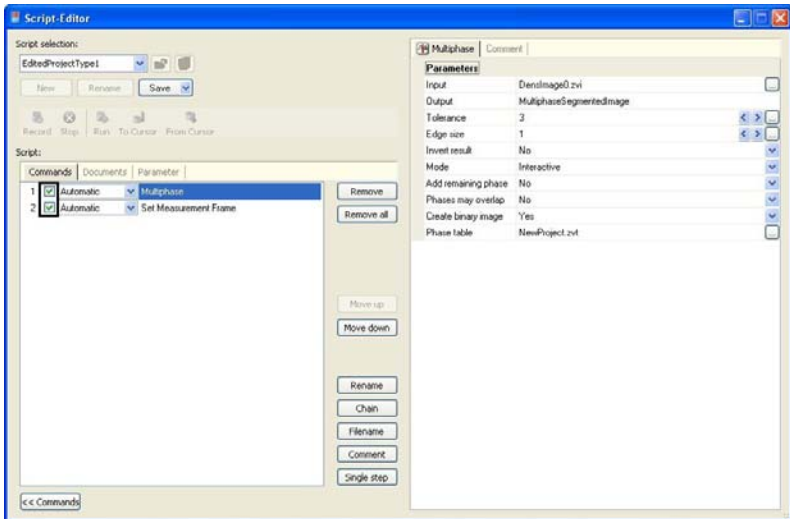 Script-Editor
Script selection:
EditedProjectType1
New Rename Save
Record Stop Run To Cursor From Cursor
Script:
Commands Documents Parameter
1 Automatic Multiphase
2 Automatic Set Measurement Frame
Remove
Remove all
Move up
Move down
Rename
Chain
Filename
Comment
Single step
<< Commands
Multiphase Comment
Parameters
Input DensImage0.zvi
Output MultiphaseSegmentedImage
Tolerance 3
Edge size 1
Invert result No
Mode Interactive
Add remaining phase No
Phases may overlap No
Create binary image Yes
Phase table NewProject.zvt